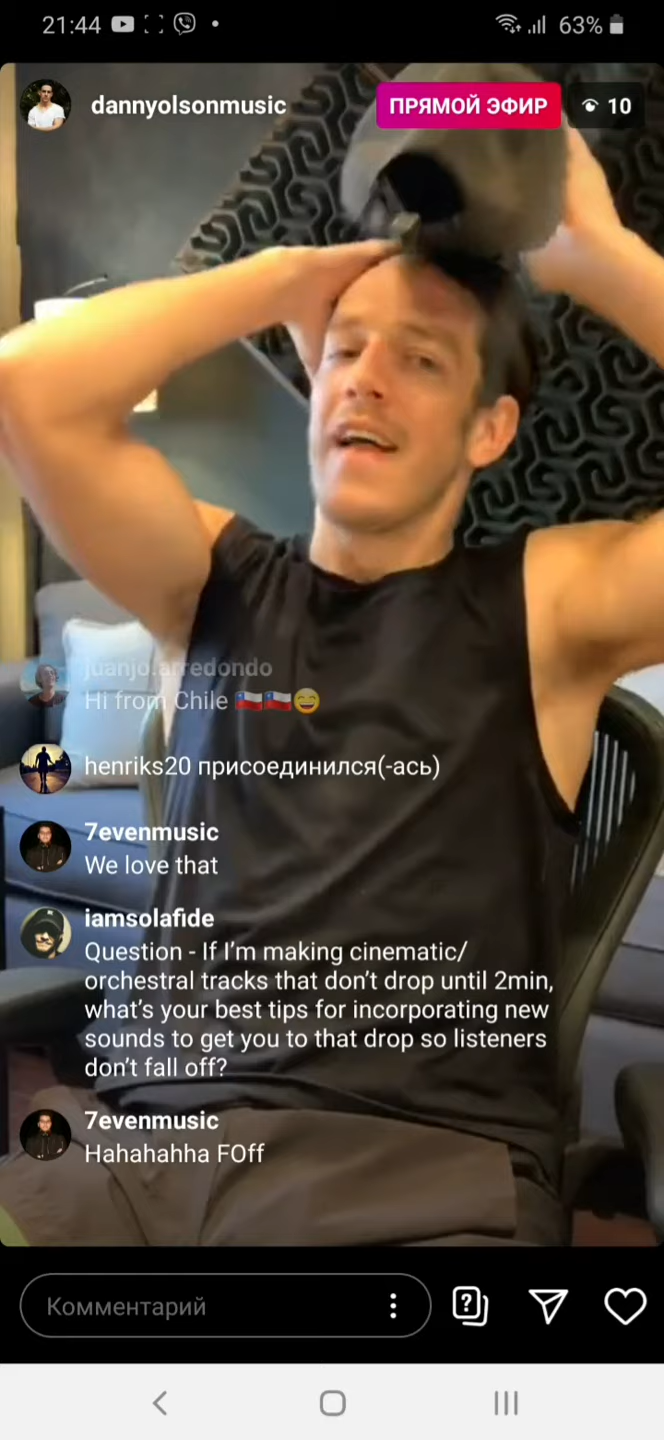 21:44
63%
dannyolsonmusic
ПРЯМОЙ ЭФИР
10
juanjo.arredondo
Hi from Chile 🇨🇱🇨🇱😄
henriks20 присоединился(-ась)
7evenmusic
We love that
iamsolafide
Question - If I’m making cinematic/
orchestral tracks that don’t drop until 2min,
what’s your best tips for incorporating new
sounds to get you to that drop so listeners
don’t fall off?
7evenmusic
Hahahahha FOff
Комментарий